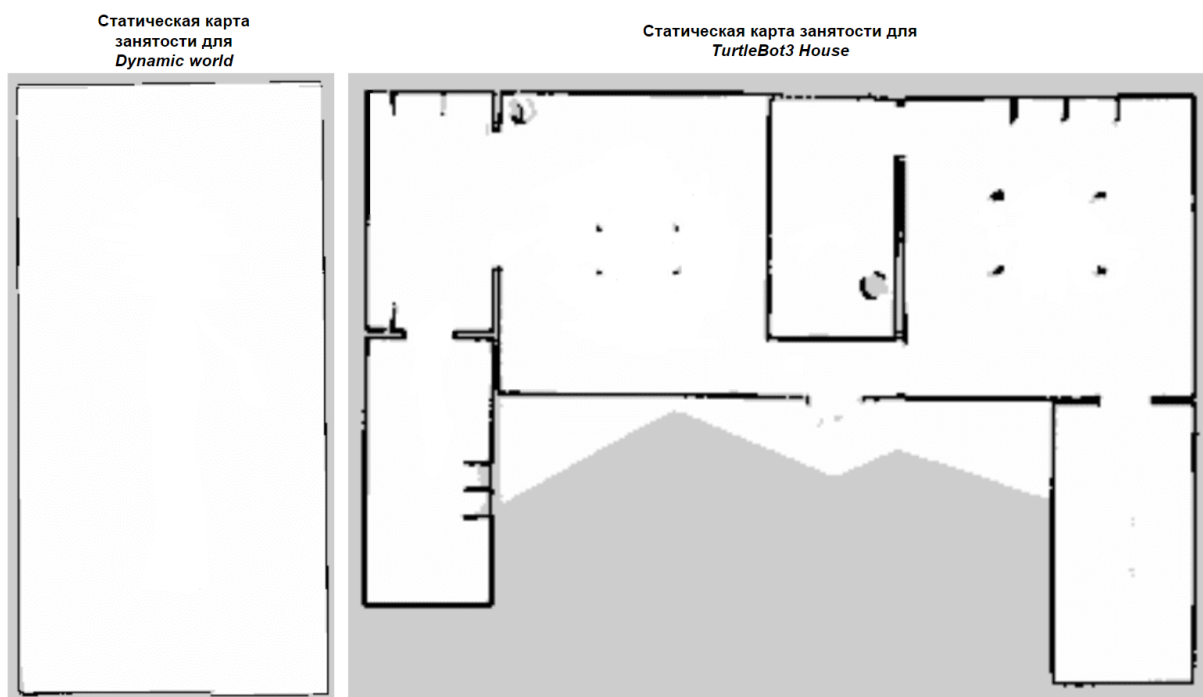 Статическая карта
занятости для
Dynamic world
Статическая карта занятости для
TurtleBot3 House